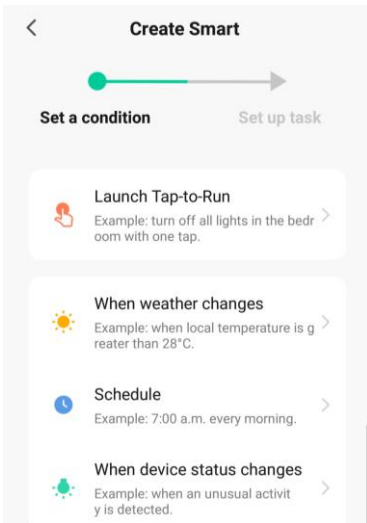 Create Smart
Set a condition
Set up task
Launch Tap-to-Run
Example: turn off all lights in the bedr
oom with one tap.
When weather changes
Example: when local temperature is g
reater than 28°C.
Schedule
Example: 7:00 a.m. every morning.
When device status changes
Example: when an unusual activit
y is detected.